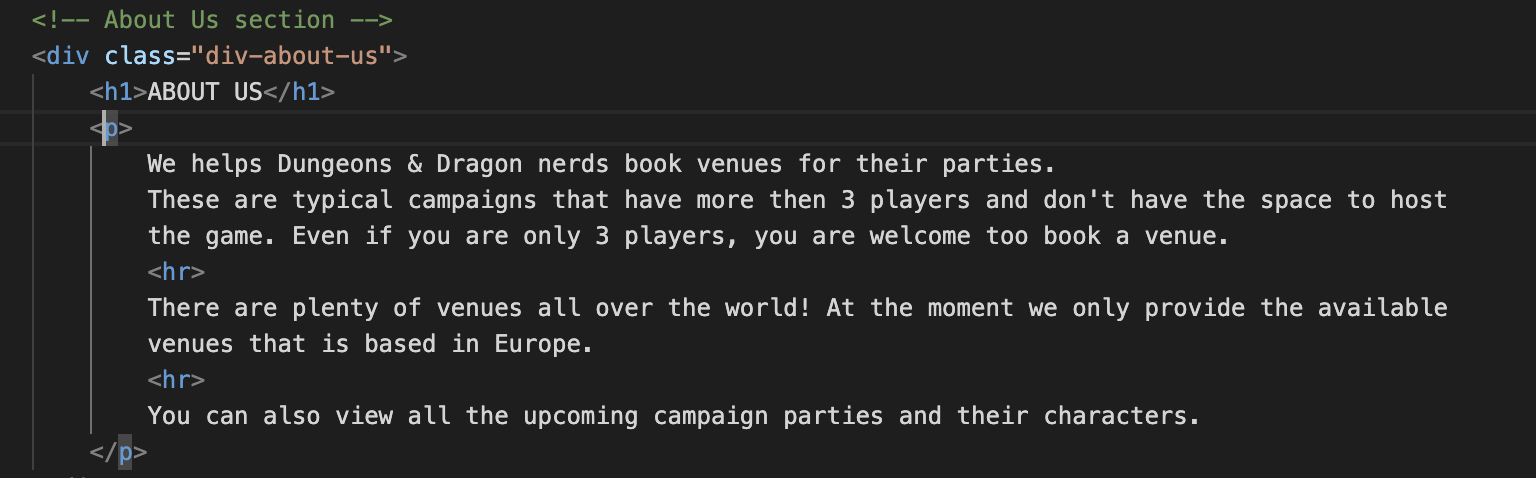 <!-- About Us section -->
<div class="div-about-us">
<h1>ABOUT US</h1>
<p>
We helps Dungeons & Dragon nerds book venues for their parties.
These are typical campaigns that have more then 3 players and don't have the space to host
the game. Even if you are only 3 players, you are welcome too book a venue.
<hr>
There are plenty of venues all over the world! At the moment we only provide the available
venues that is based in Europe.
<hr>
You can also view all the upcoming campaign parties and their characters.
</p>